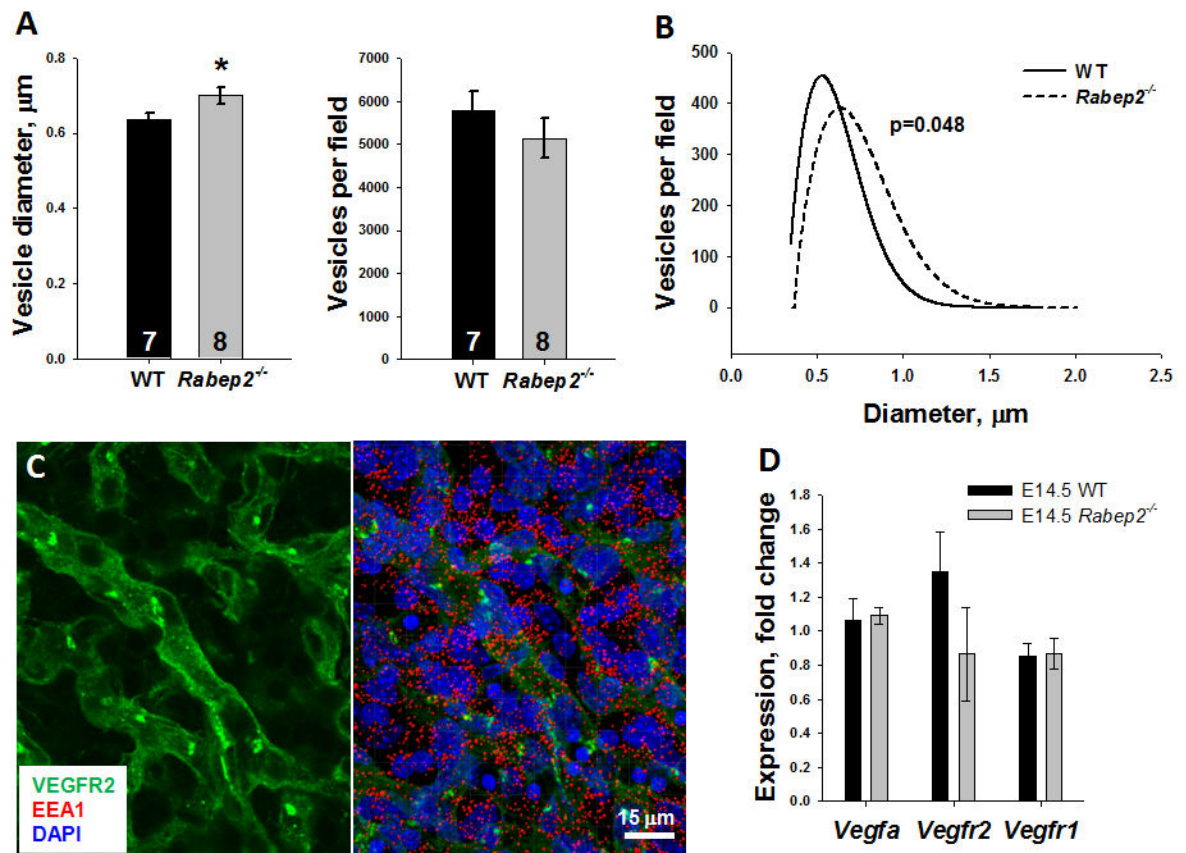 A
Vesicle diameter, μm
0.8
0.6
0.4
0.2
0.0
*
7
8
WT Rabep2-/-
Vesicles per field
7000
6000
5000
4000
3000
2000
1000
0
7
8
WT Rabep2-/-
B
Vesicles per field
500
400
300
200
100
0
WT
Rabep2-/-
p=0.048
0.0 0.5 1.0 1.5 2.0 2.5
Diameter, μm
C
VEGFR2
EEA1
DAPI
15 μm
D
E14.5 WT
E14.5 Rabep2-/-
Expression, fold change
1.8
1.6
1.4
1.2
1.0
0.8
0.6
0.4
0.2
0.0
Vegfa Vegfr2 Vegfr1